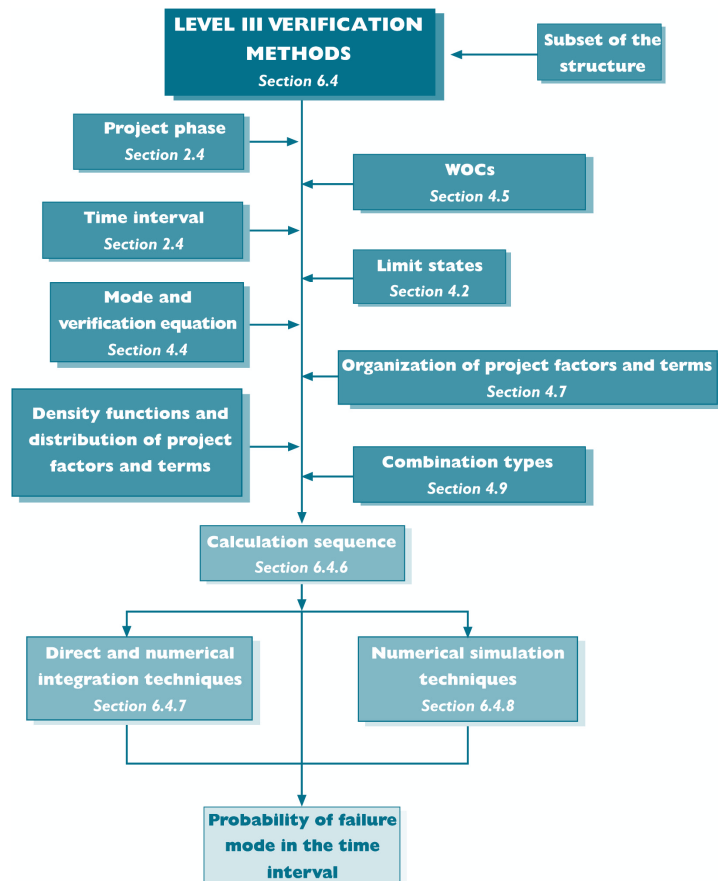 LEVEL III VERIFICATION
METHODS
Section 6.4
Subset of the
structure
Project phase
Section 2.4
WOCs
Section 4.5
Time interval
Section 2.4
Limit states
Section 4.2
Mode and
verification equation
Section 4.4
Organization of project factors and terms
Section 4.7
Density functions and
distribution of project
factors and terms
Combination types
Section 4.9
Calculation sequence
Section 6.4.6
Direct and numerical
integration techniques
Section 6.4.7
Numerical simulation
techniques
Section 6.4.8
Probability of failure
mode in the time
interval